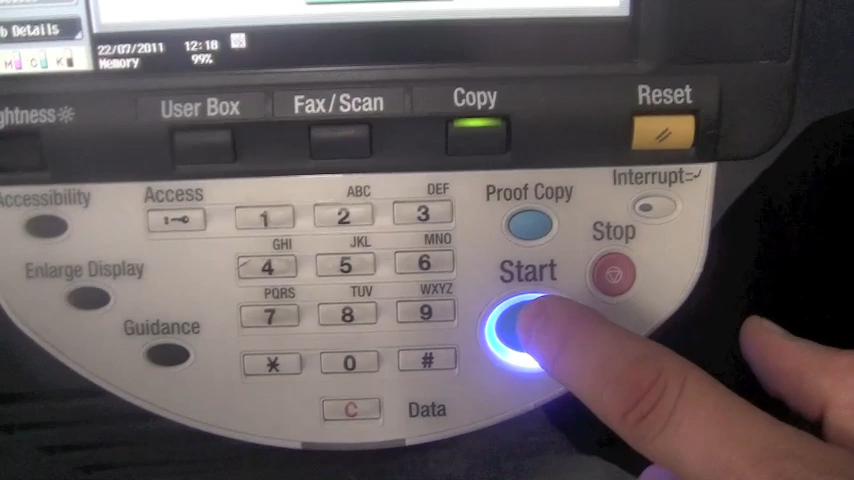 b Details
M C K
22/07/2011 12:18
Memory 99%
ghtness
User Box
Fax/Scan
Copy
Reset
Accessibility
Access
ABC
DEF
Proof Copy
Interrupt
1
2
3
GHI
JKL
MNO
Stop
Enlarge Display
4
5
6
Start
PQRS
TUV
WXYZ
Guidance
7
8
9
*
0
#
C
Data